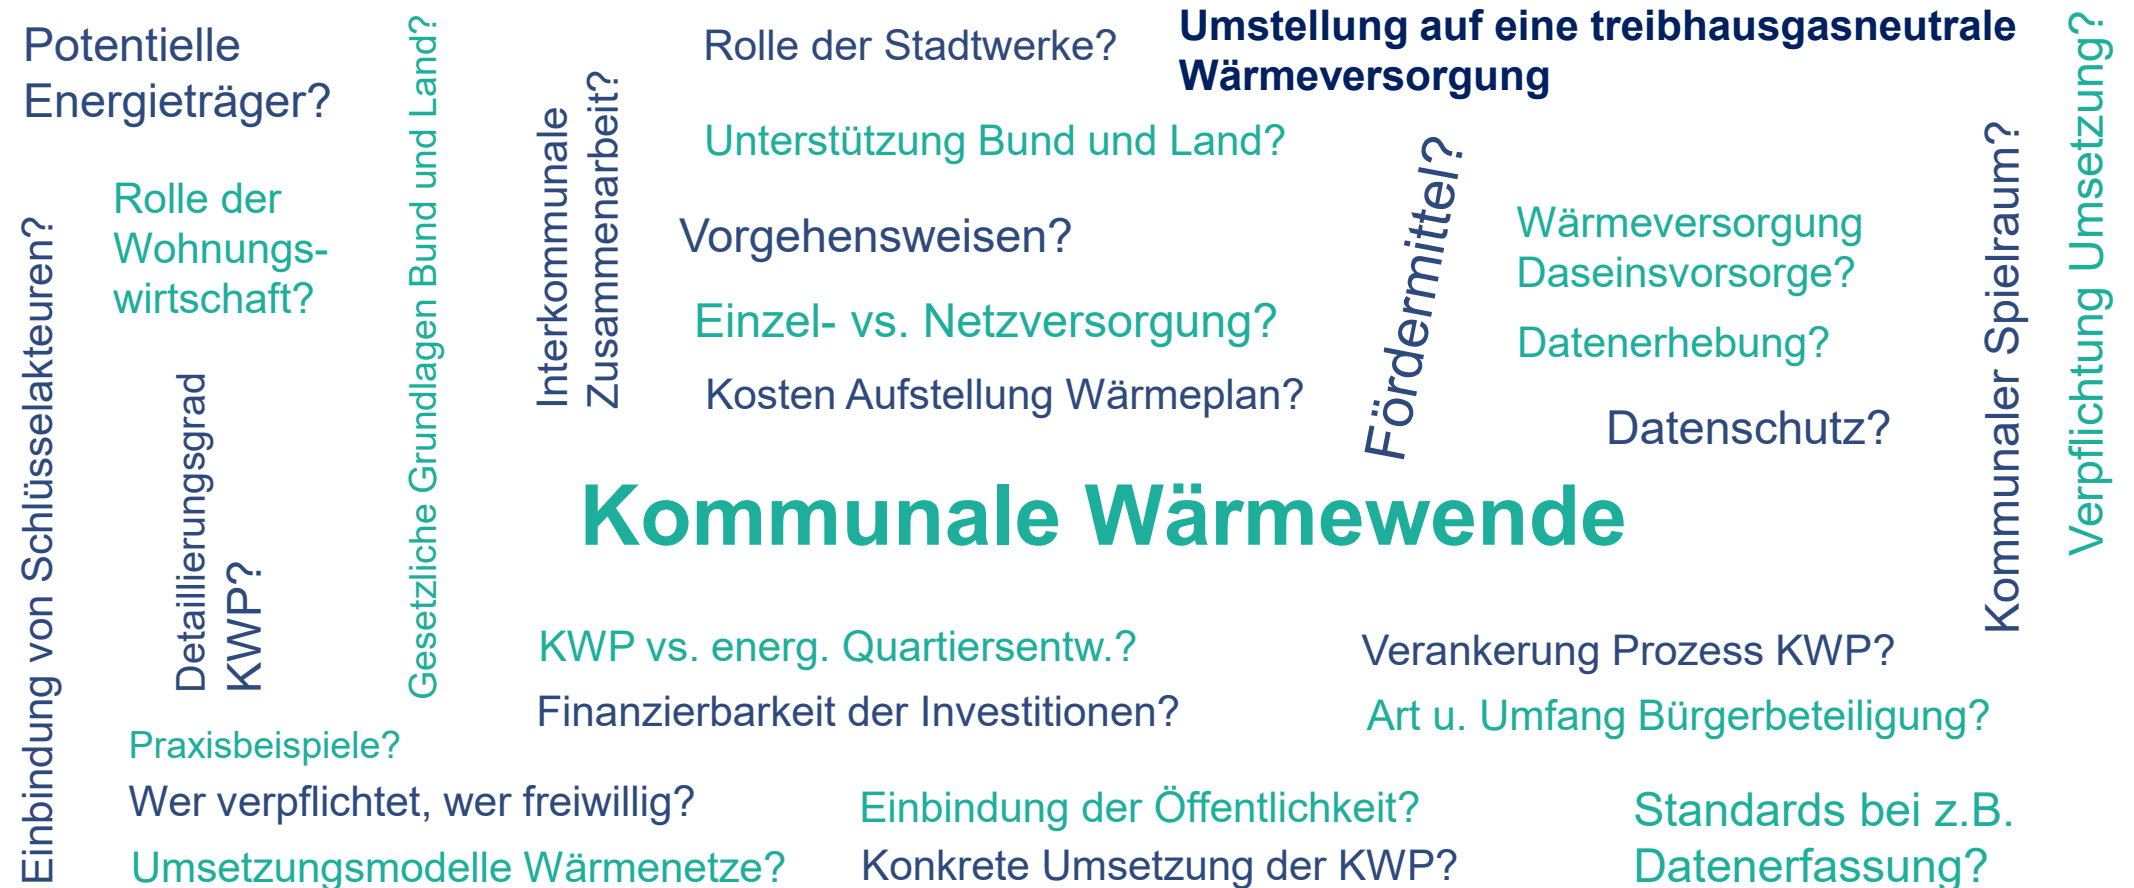 Potentielle
Energieträger?
Rolle der
Wohnungs-
wirtschaft?
Einbindung von Schlüsselakteuren?
Detaillierungsgrad
KWP?
Gesetzliche Grundlagen Bund und Land?
Interkommunale
Zusammenarbeit?
Rolle der Stadtwerke?
Umstellung auf eine treibhausgasneutrale
Wärmeversorgung
Unterstützung Bund und Land?
Vorgehensweisen?
Einzel- vs. Netzversorgung?
Kosten Aufstellung Wärmeplan?
Fördermittel?
Wärmeversorgung
Daseinsvorsorge?
Datenerhebung?
Datenschutz?
Kommunaler Spielraum?
Verpflichtung Umsetzung?
Kommunale Wärmewende
KWP vs. energ. Quartiersentw.?
Finanzierbarkeit der Investitionen?
Verankerung Prozess KWP?
Art u. Umfang Bürgerbeteiligung?
Praxisbeispiele?
Wer verpflichtet, wer freiwillig?
Umsetzungsmodelle Wärmenetze?
Einbindung der Öffentlichkeit?
Konkrete Umsetzung der KWP?
Standards bei z.B.
Datenerfassung?